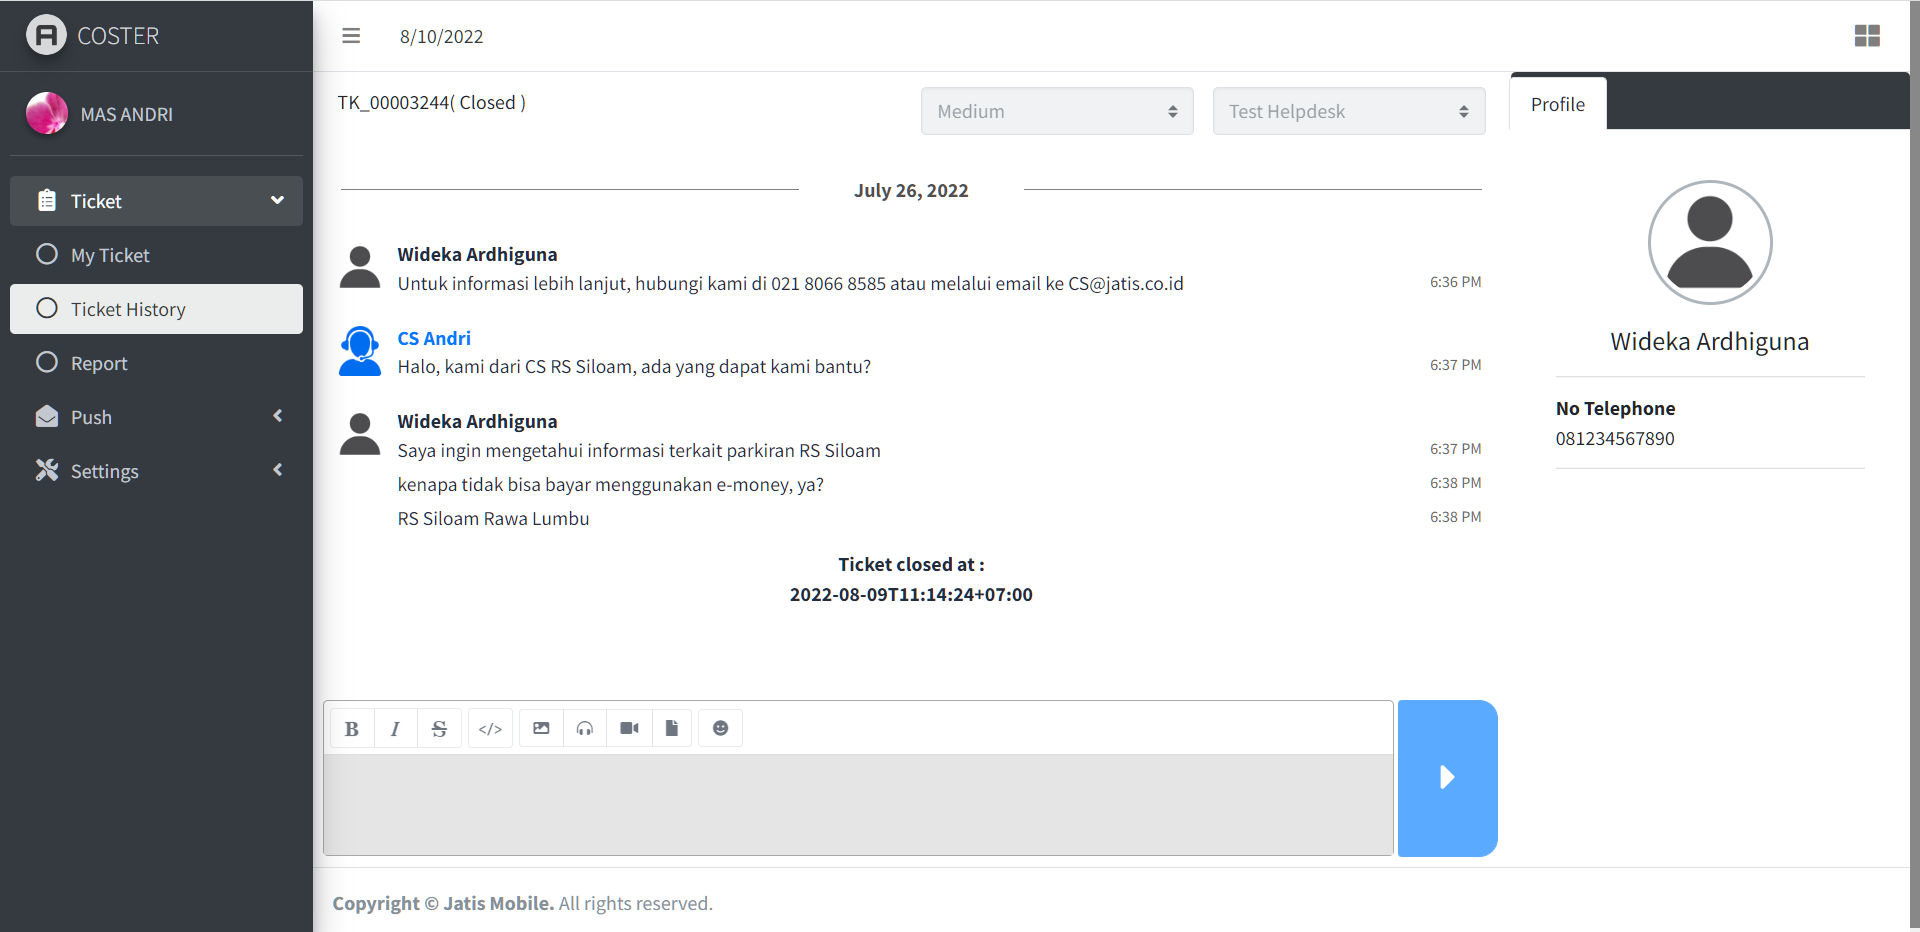 COSTER
8/10/2022
MAS ANDRI
Ticket
My Ticket
Ticket History
Report
Push
Settings
TK_00003244( Closed )
Medium
Test Helpdesk
July 26, 2022
Wideka Ardhiguna
Untuk informasi lebih lanjut, hubungi kami di 021 8066 8585 atau melalui email ke CS@jatis.co.id 6:36 PM
CS Andri
Halo, kami dari CS RS Siloam, ada yang dapat kami bantu? 6:37 PM
Wideka Ardhiguna
Saya ingin mengetahui informasi terkait parkiran RS Siloam 6:37 PM
kenapa tidak bisa bayar menggunakan e-money, ya? 6:38 PM
RS Siloam Rawa Lumbu 6:38 PM
Ticket closed at :
2022-08-09T11:14:24+07:00
B I S </>
Profile
Wideka Ardhiguna
No Telephone
081234567890
Copyright © Jatis Mobile. All rights reserved.